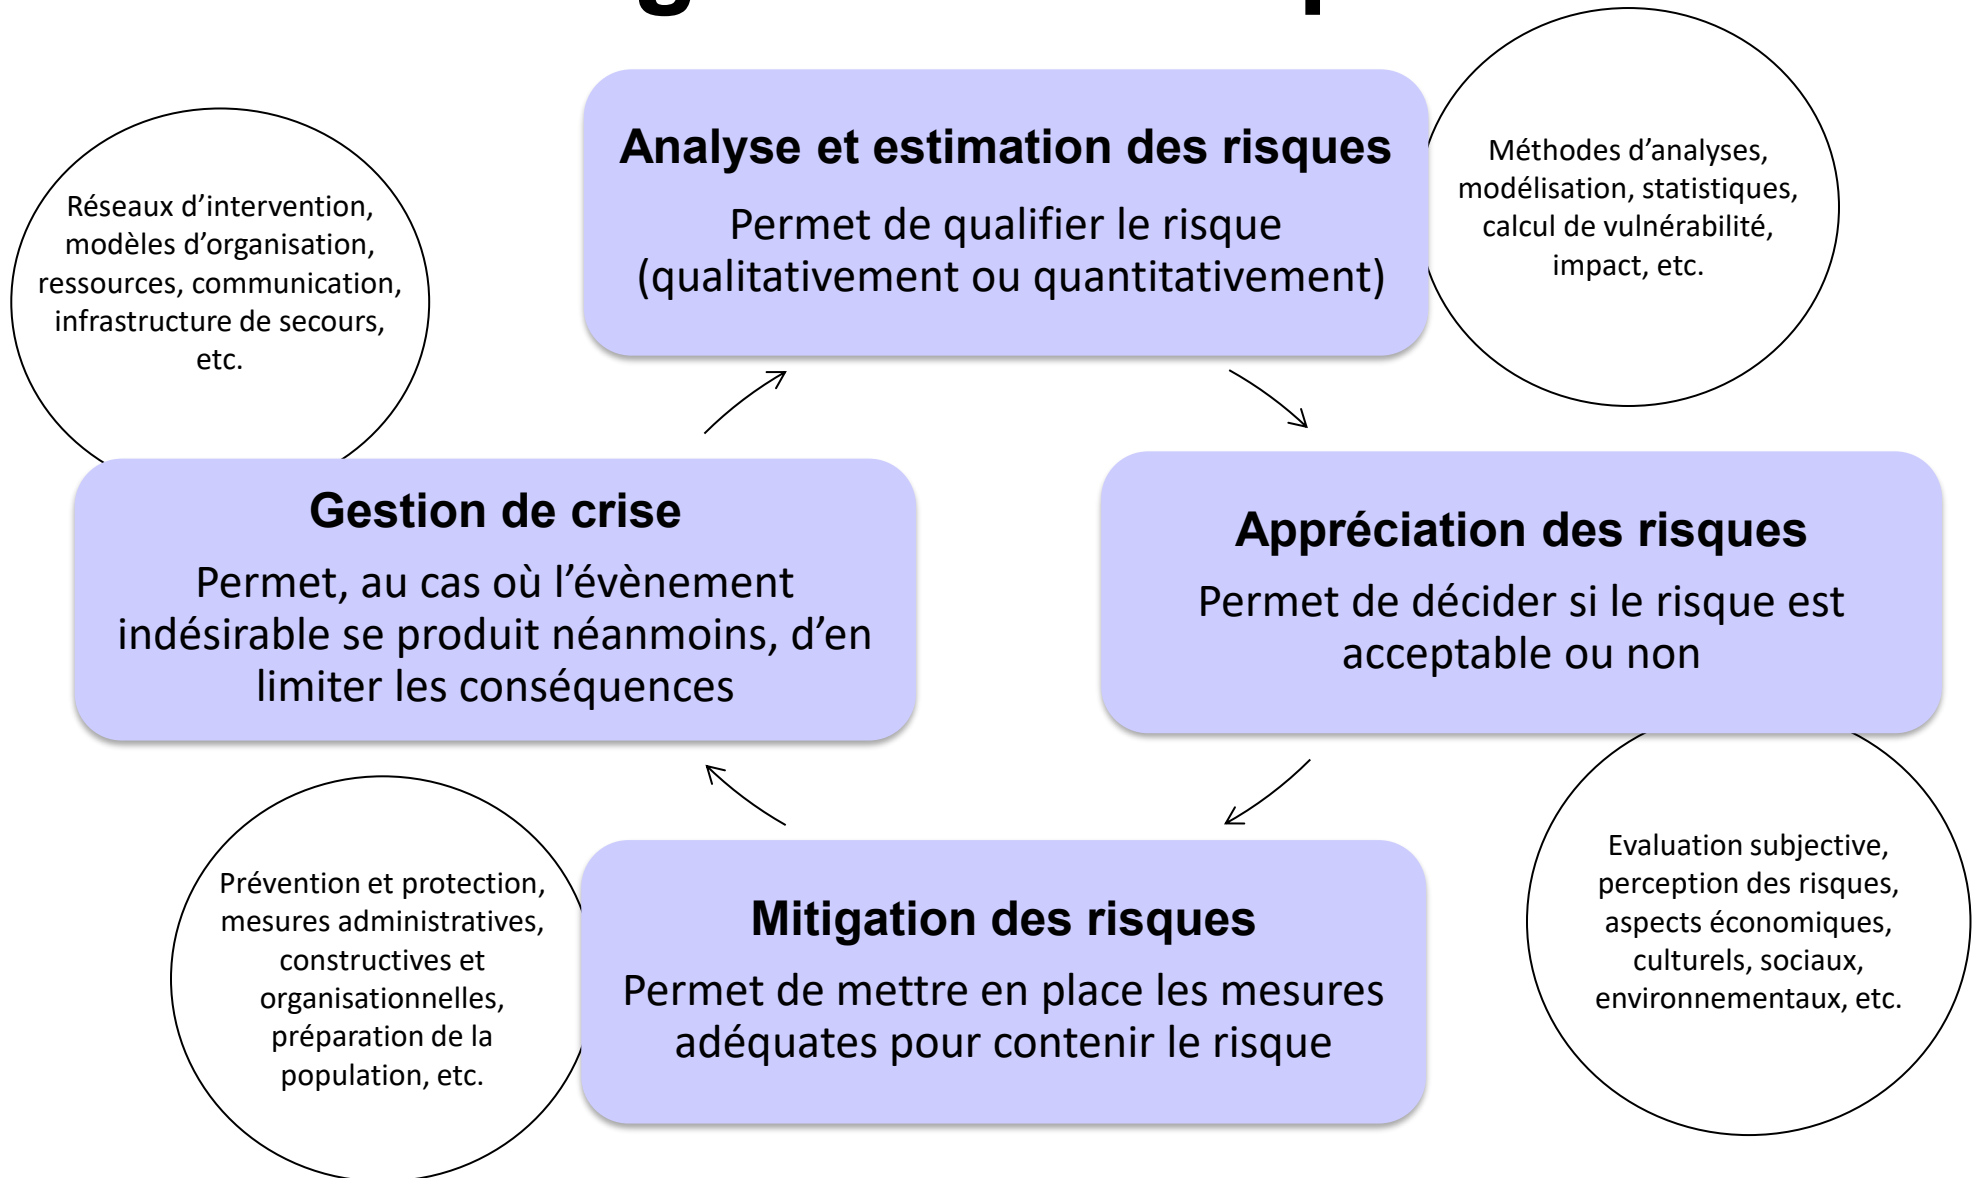 Analyse et estimation des risques
Permet de qualifier le risque
(qualitativement ou quantitativement)
Méthodes d’analyses,
modélisation, statistiques,
calcul de vulnérabilité,
impact, etc.
Réseaux d’intervention,
modèles d’organisation,
ressources, communication,
infrastructure de secours,
etc.
Gestion de crise
Permet, au cas où l’évènement
indésirable se produit néanmoins, d’en
limiter les conséquences
Appréciation des risques
Permet de décider si le risque est
acceptable ou non
Prévention et protection,
mesures administratives,
constructives et
organisationnelles,
préparation de la
population, etc.
Mitigation des risques
Permet de mettre en place les mesures
adéquates pour contenir le risque
Evaluation subjective,
perception des risques,
aspects économiques,
culturels, sociaux,
environnementaux, etc.